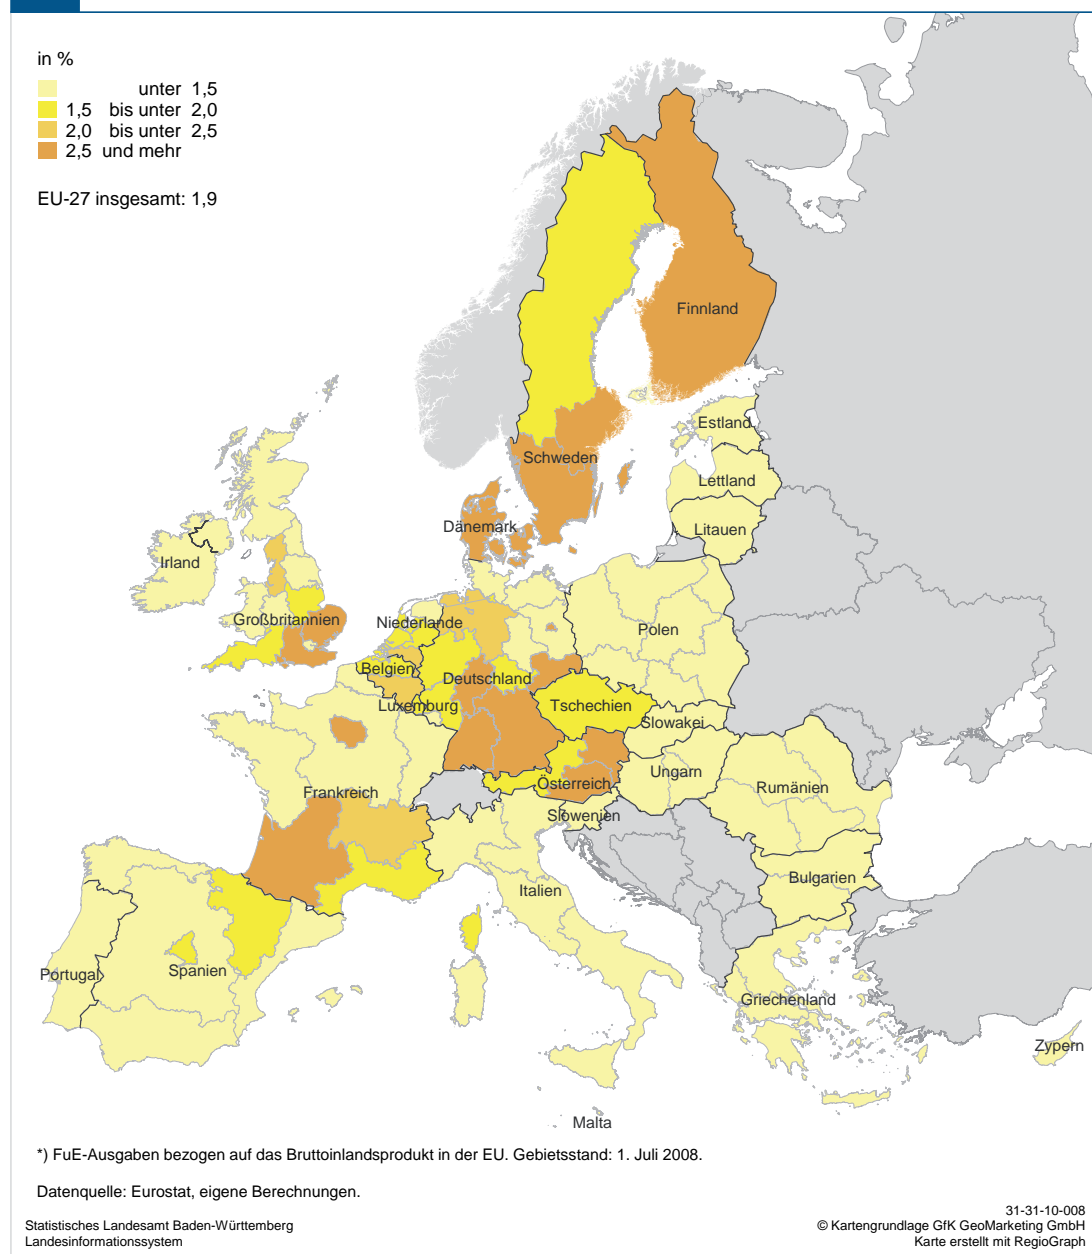 in %
unter 1,5
1,5 bis unter 2,0
2,0 bis unter 2,5
2,5 und mehr
EU-27 insgesamt: 1,9
Finnland
Estland
Schweden
Lettland
Dänemark
Litauen
Irland
Großbritannien
Niederlande
Polen
Belgien
Deutschland
Luxemburg
Tschechien
Slowakei
Ungarn
Österreich
Rumänien
Frankreich
Slowenien
Bulgarien
Italien
Spanien
Portugal
Griechenland
Zypern
Malta
*) FuE-Ausgaben bezogen auf das Bruttoinlandsprodukt in der EU. Gebietsstand: 1. Juli 2008.
Datenquelle: Eurostat, eigene Berechnungen.
Statistisches Landesamt Baden-Württemberg
Landesinformationssystem
31-31-10-008
© Kartengrundlage GfK GeoMarketing GmbH
Karte erstellt mit RegioGraph